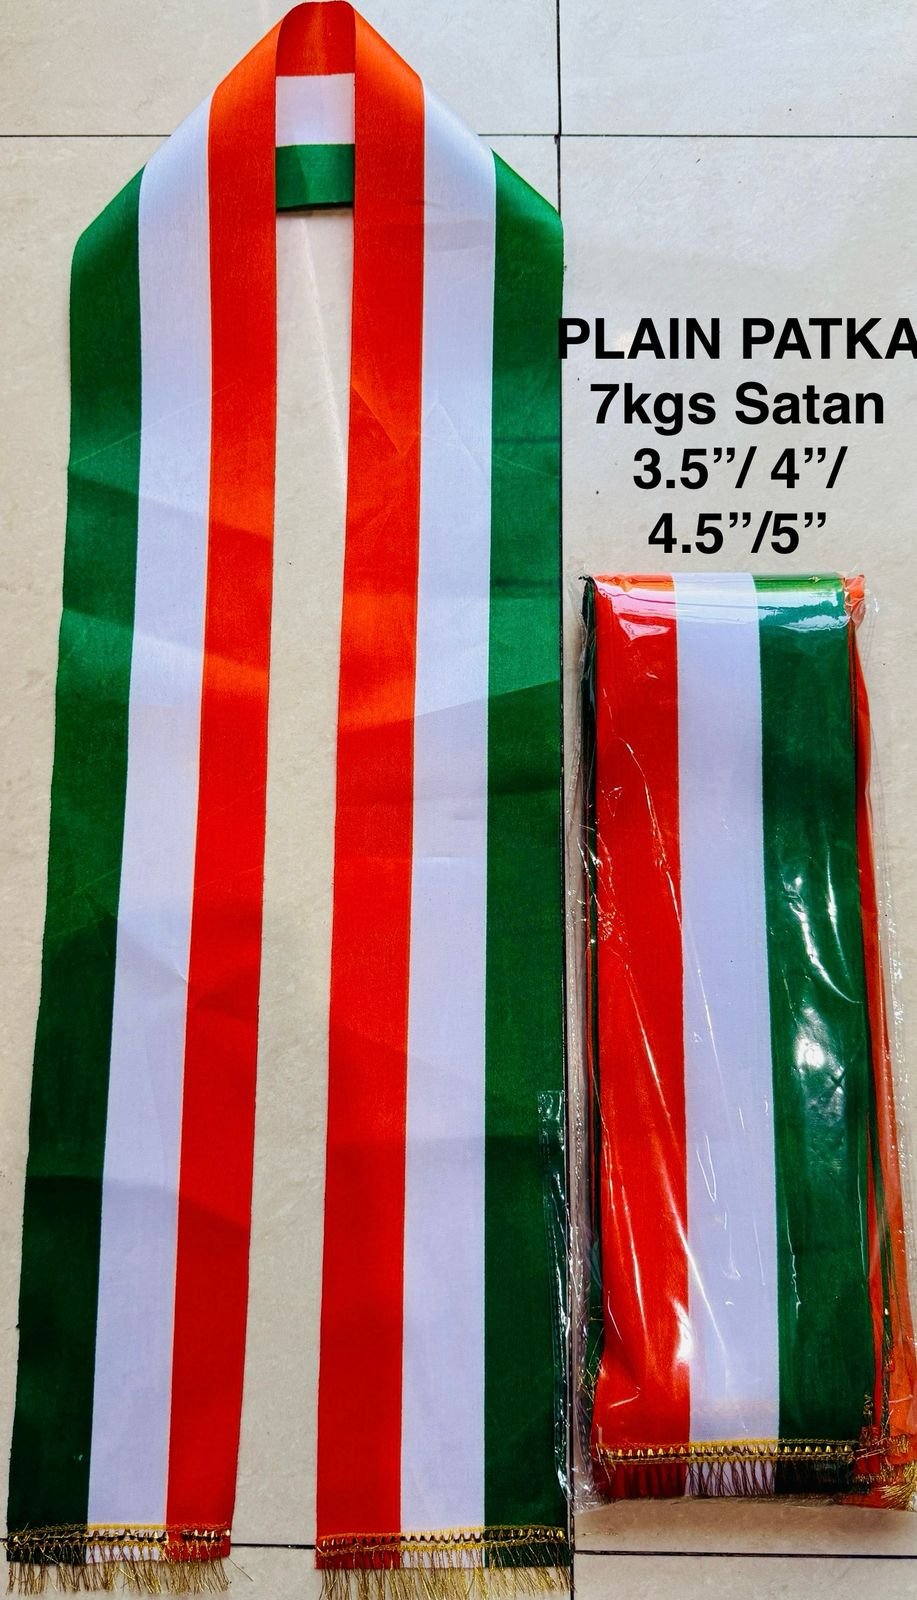 PLAIN PATKA
7kgs Satan
3.5”/ 4”/
4.5”/5”